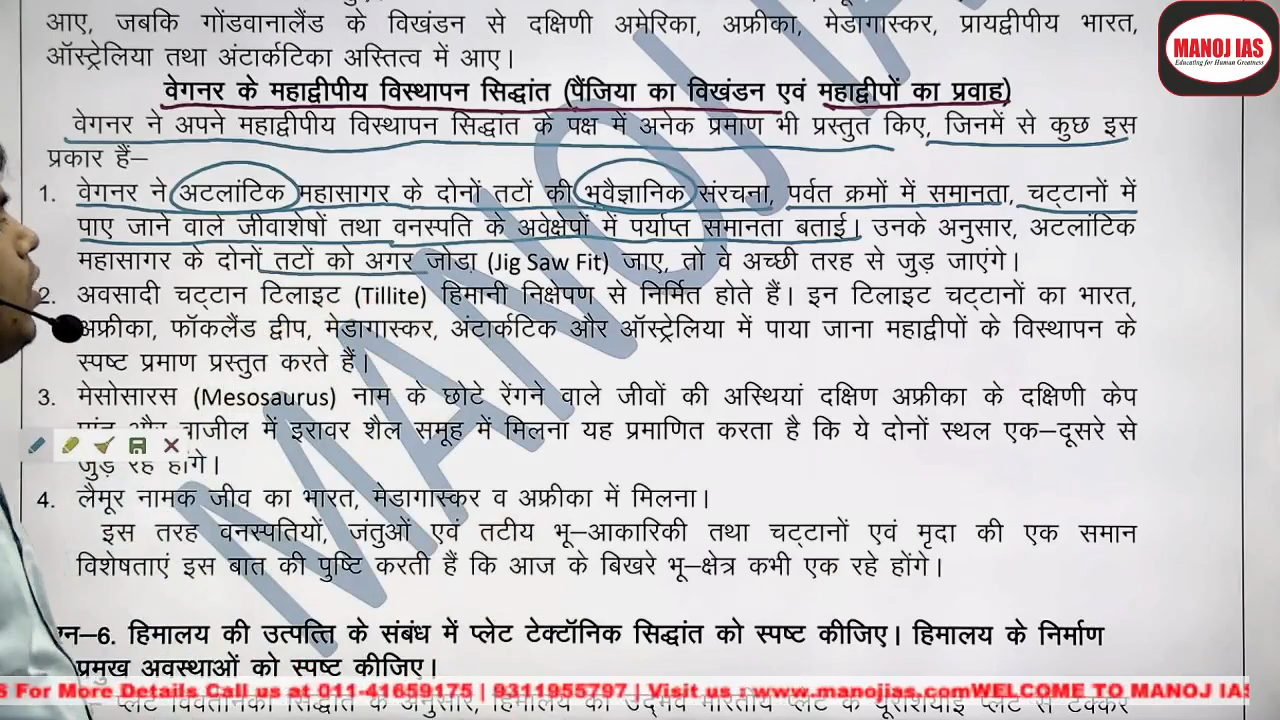 आए, जबकि गोंडवानालैंड के विखंडन से दक्षिणी अमेरिका, अफ्रीका, मेडागास्कर, प्रायद्वीपीय भारत,
ऑस्ट्रेलिया तथा अंटार्कटिका अस्तित्व में आए।
वेगनर के महाद्वीपीय विस्थापन सिद्धांत (पैंजिया का विखंडन एवं महाद्वीपों का प्रवाह)
वेगनर ने अपने महाद्वीपीय विस्थापन सिद्धांत के पक्ष में अनेक प्रमाण भी प्रस्तुत किए, जिनमें से कुछ इस
प्रकार हैं–
1. वेगनर ने अटलांटिक महासागर के दोनों तटों की भूवैज्ञानिक संरचना, पर्वत क्रमों में समानता, चट्टानों में
पाए जाने वाले जीवाशेषों तथा वनस्पति के अवेक्षेपों में पर्याप्त समानता बताई। उनके अनुसार, अटलांटिक
महासागर के दोनों तटों को अगर जोड़ा (Jig Saw Fit) जाए, तो वे अच्छी तरह से जुड़ जाएंगे।
2. अवसादी चट्टान टिलाइट (Tillite) हिमानी निक्षेपण से निर्मित होते हैं। इन टिलाइट चट्टानों का भारत,
अफ्रीका, फॉकलैंड द्वीप, मेडागास्कर, अंटार्कटिक और ऑस्ट्रेलिया में पाया जाना महाद्वीपों के विस्थापन के
स्पष्ट प्रमाण प्रस्तुत करते हैं।
3. मेसोसारस (Mesosaurus) नाम के छोटे रेंगने वाले जीवों की अस्थियां दक्षिण अफ्रीका के दक्षिणी केप
और ब्राजील में इरावर शैल समूह में मिलना यह प्रमाणित करता है कि ये दोनों स्थल एक–दूसरे से
जुड़े रहे होंगे।
4. लैमूर नामक जीव का भारत, मेडागास्कर व अफ्रीका में मिलना।
इस तरह वनस्पतियों, जंतुओं एवं तटीय भू–आकारिकी तथा चट्टानों एवं मृदा की एक समान
विशेषताएं इस बात की पुष्टि करती हैं कि आज के बिखरे भू–क्षेत्र कभी एक रहे होंगे।
–6. हिमालय की उत्पत्ति के संबंध में प्लेट टेक्टॉनिक सिद्धांत को स्पष्ट कीजिए। हिमालय के निर्माण
प्रमुख अवस्थाओं को स्पष्ट कीजिए।
S For More Details Call us at 011-41659175 | 9311955797 | Visit us : www.manojias.comWELCOME TO MANOJ IAS
MANOJ IAS
Educating for Human Greatness
MANOJ IA